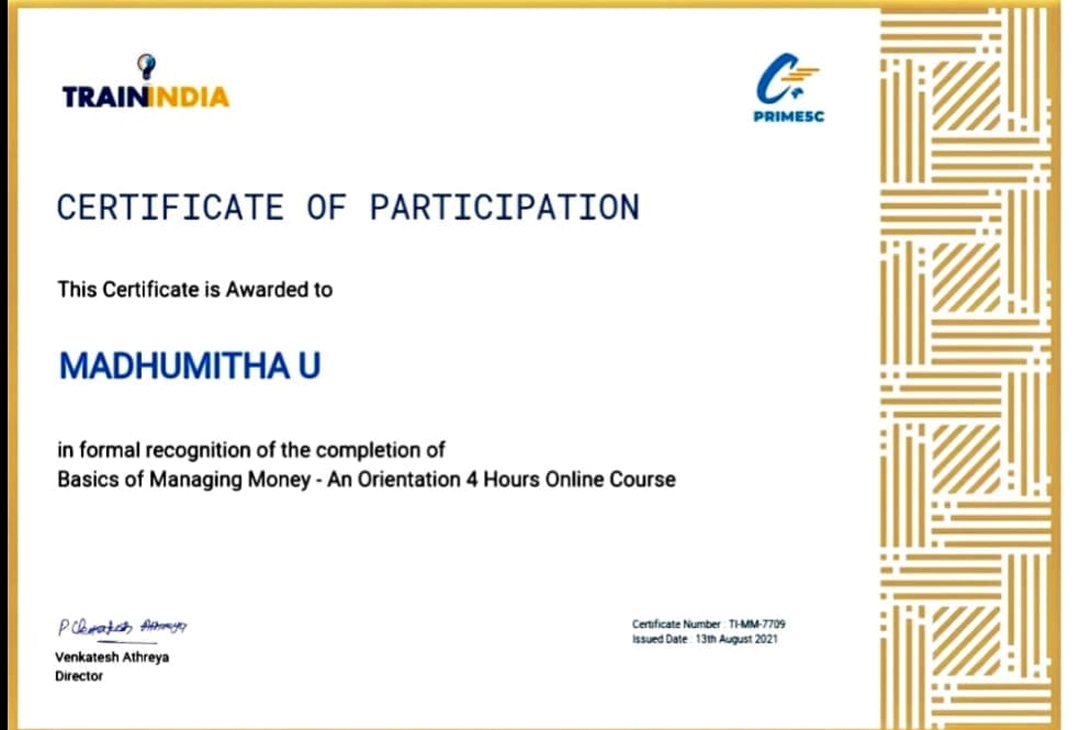 TRAININDIA
PRIMESC
CERTIFICATE OF PARTICIPATION
This Certificate is Awarded to
MADHUMITHA U
in formal recognition of the completion of
Basics of Managing Money - An Orientation 4 Hours Online Course
Venkatesh Athreya
Director
Certificate Number : TI-MM-7709
Issued Date : 13th August 2021